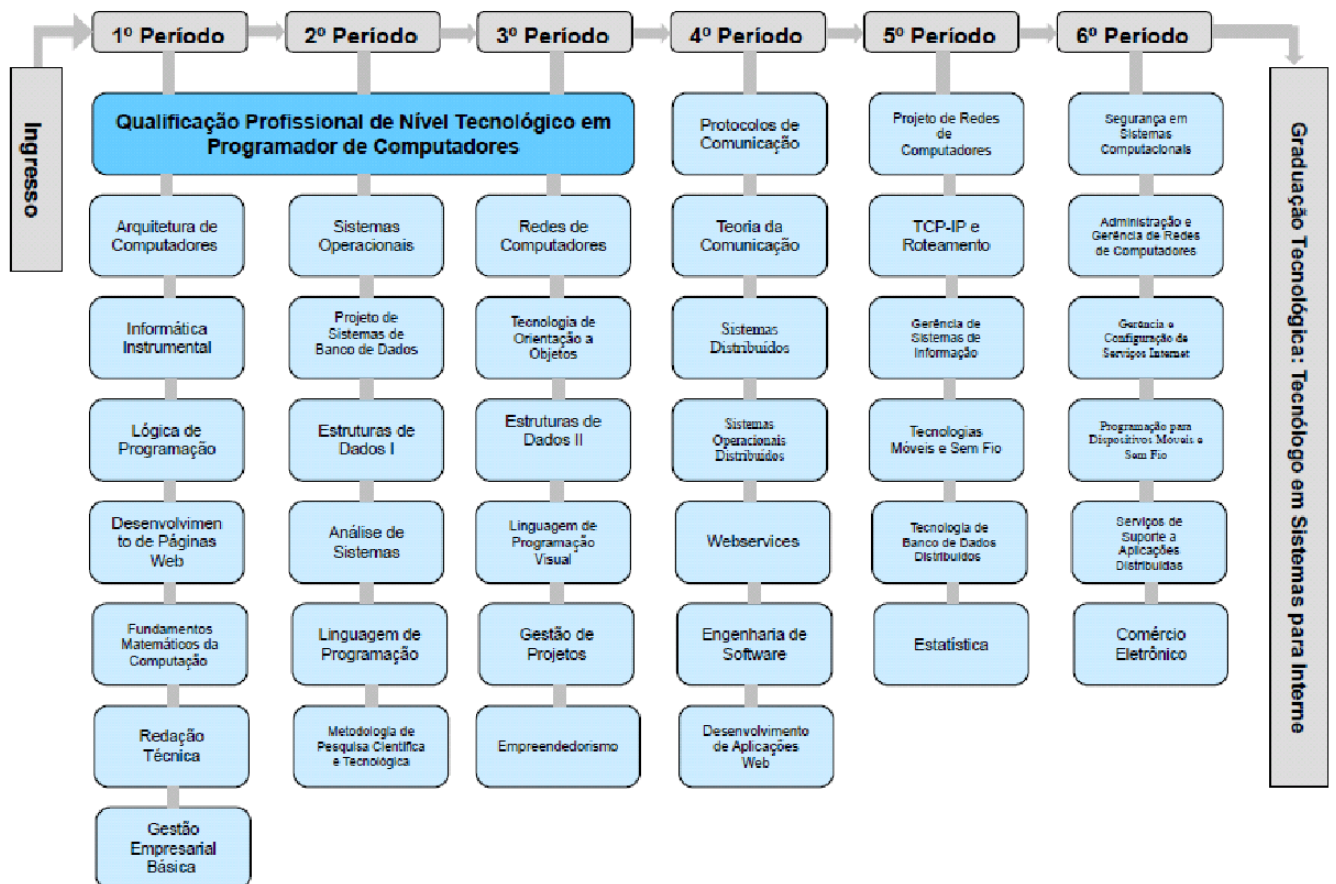 Ingresso
1º Período
2º Período
3º Período
4º Período
5º Período
6º Período
Qualificação Profissional de Nível Tecnológico em
Programador de Computadores
Arquitetura de
Computadores
Informática
Instrumental
Lógica de
Programação
Desenvolvimen
to de Páginas
Web
Fundamentos
Matemáticos da
Computação
Redação
Técnica
Gestão
Empresarial
Básica
Sistemas
Operacionais
Projeto de
Sistemas de
Banco de Dados
Estruturas de
Dados I
Análise de
Sistemas
Linguagem de
Programação
Metodologia de
Pesquisa Científica
e Tecnológica
Redes de
Computadores
Tecnologia de
Orientação a
Objetos
Estruturas de
Dados II
Linguagem de
Programação
Visual
Gestão de
Projetos
Empreendedorismo
Protocolos de
Comunicação
Teoria da
Comunicação
Sistemas
Distribuídos
Sistemas
Operacionais
Distribuídos
Webservices
Engenharia de
Software
Desenvolvimento
de Aplicações
Web
Projeto de Redes
de
Computadores
TCP-IP e
Roteamento
Gerência de
Sistemas de
Informação
Tecnologias
Móveis e Sem Fio
Tecnologia de
Banco de Dados
Distribuídos
Estatística
Segurança em
Sistemas
Computacionais
Administração e
Gerência de Redes
de Computadores
Gerência e
Configuração de
Serviços Internet
Programação para
Dispositivos Móveis e
Sem Fio
Serviços de
Suporte a
Aplicações
Distribuídas
Comércio
Eletrônico
Graduação Tecnológica: Tecnólogo em Sistemas para Interne